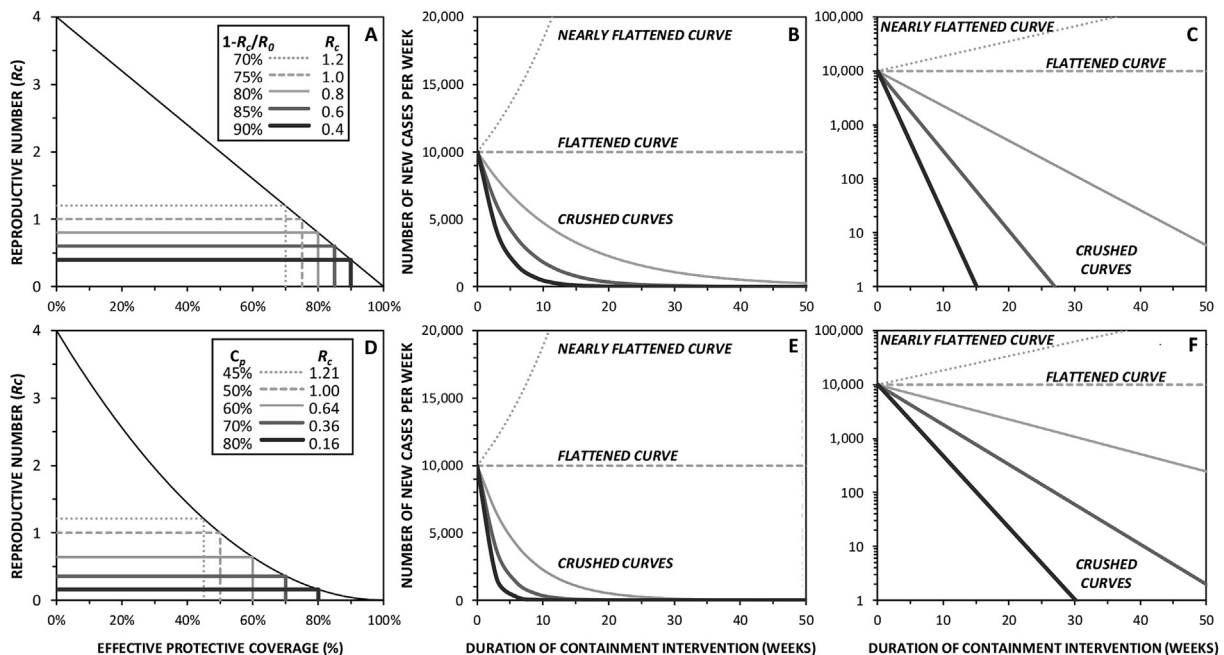 A
REPRODUCTIVE NUMBER (Rc)
4
3
2
1
0
0%
20%
40%
60%
80%
100%
1-Rc/R0 Rc
70% 1.2
75% 1.0
80% 0.8
85% 0.6
90% 0.4
B
NUMBER OF NEW CASES PER WEEK
20,000
15,000
10,000
5,000
0
0
10
20
30
40
50
NEARLY FLATTENED CURVE
FLATTENED CURVE
CRUSHED CURVES
C
100,000
10,000
1,000
100
10
1
0
10
20
30
40
50
NEARLY FLATTENED CURVE
FLATTENED CURVE
CRUSHED
CURVES
D
REPRODUCTIVE NUMBER (Rc)
4
3
2
1
0
0%
20%
40%
60%
80%
100%
Cp Rc
45% 1.21
50% 1.00
60% 0.64
70% 0.36
80% 0.16
EFFECTIVE PROTECTIVE COVERAGE (%)
E
NUMBER OF NEW CASES PER WEEK
20,000
15,000
10,000
5,000
0
0
10
20
30
40
50
NEARLY FLATTENED CURVE
FLATTENED CURVE
CRUSHED CURVES
DURATION OF CONTAINMENT INTERVENTION (WEEKS)
F
100,000
10,000
1,000
100
10
1
0
10
20
30
40
50
NEARLY FLATTENED CURVE
FLATTENED CURVE
CRUSHED
CURVES
DURATION OF CONTAINMENT INTERVENTION (WEEKS)